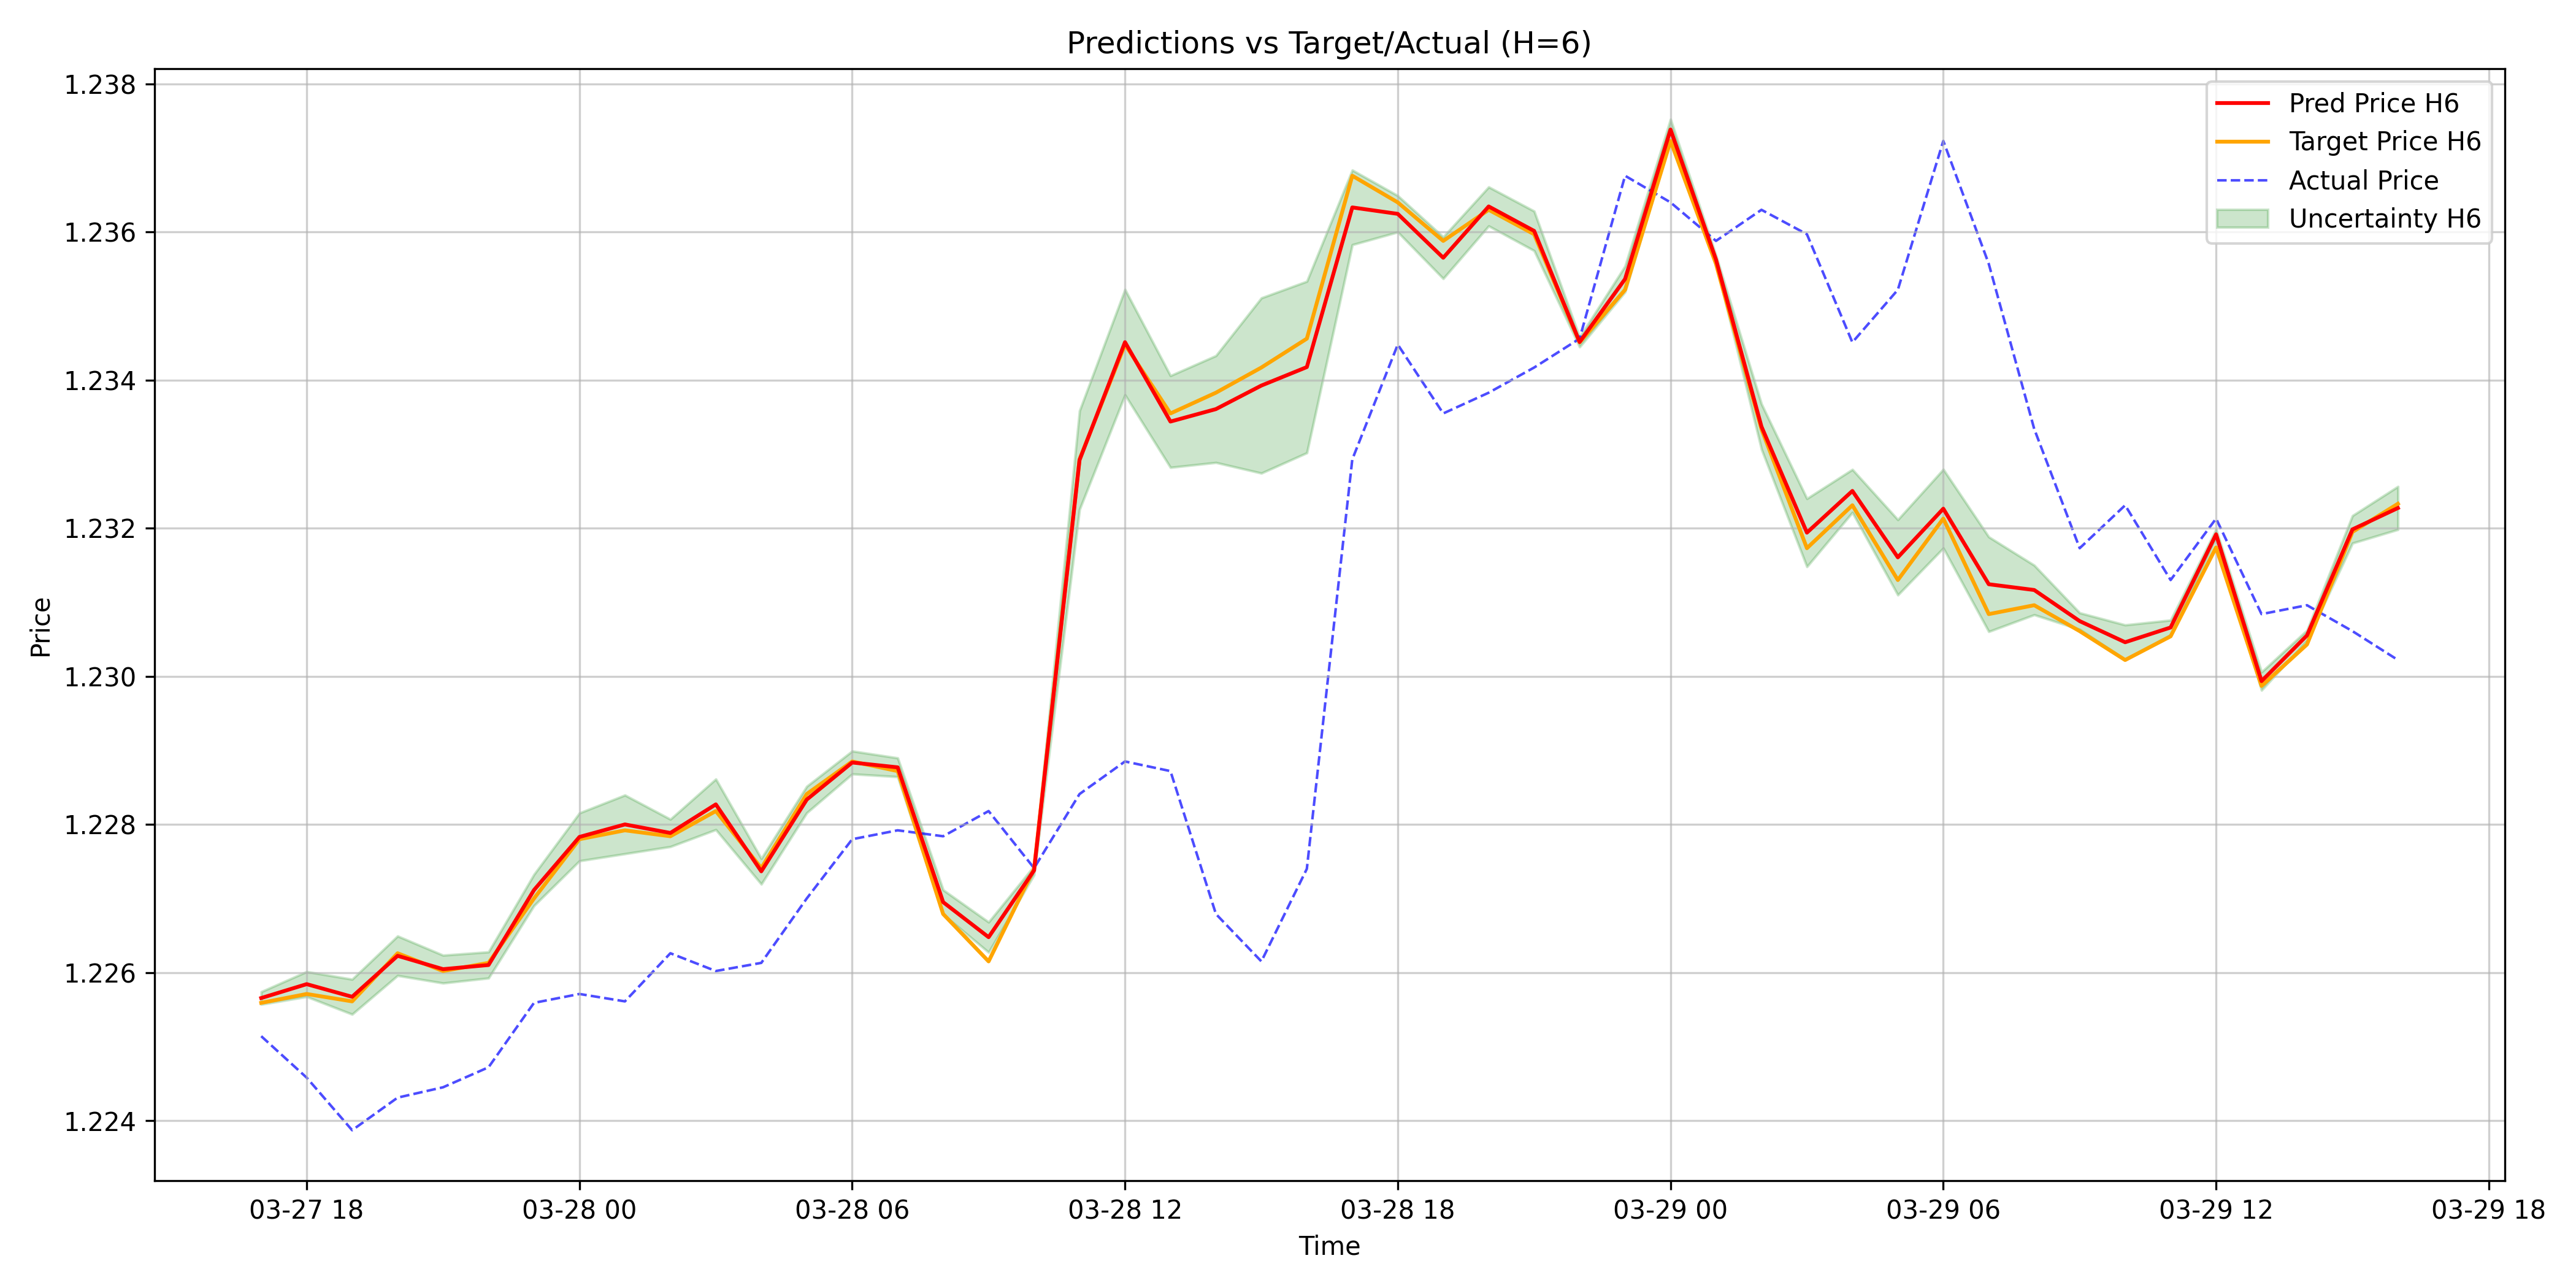 Predictions vs Target/Actual (H=6)
Pred Price H6
Target Price H6
Actual Price
Uncertainty H6
Price
1.238
1.236
1.234
1.232
1.230
1.228
1.226
1.224
03-27 18
03-28 00
03-28 06
03-28 12
03-28 18
03-29 00
03-29 06
03-29 12
03-29 18
Time